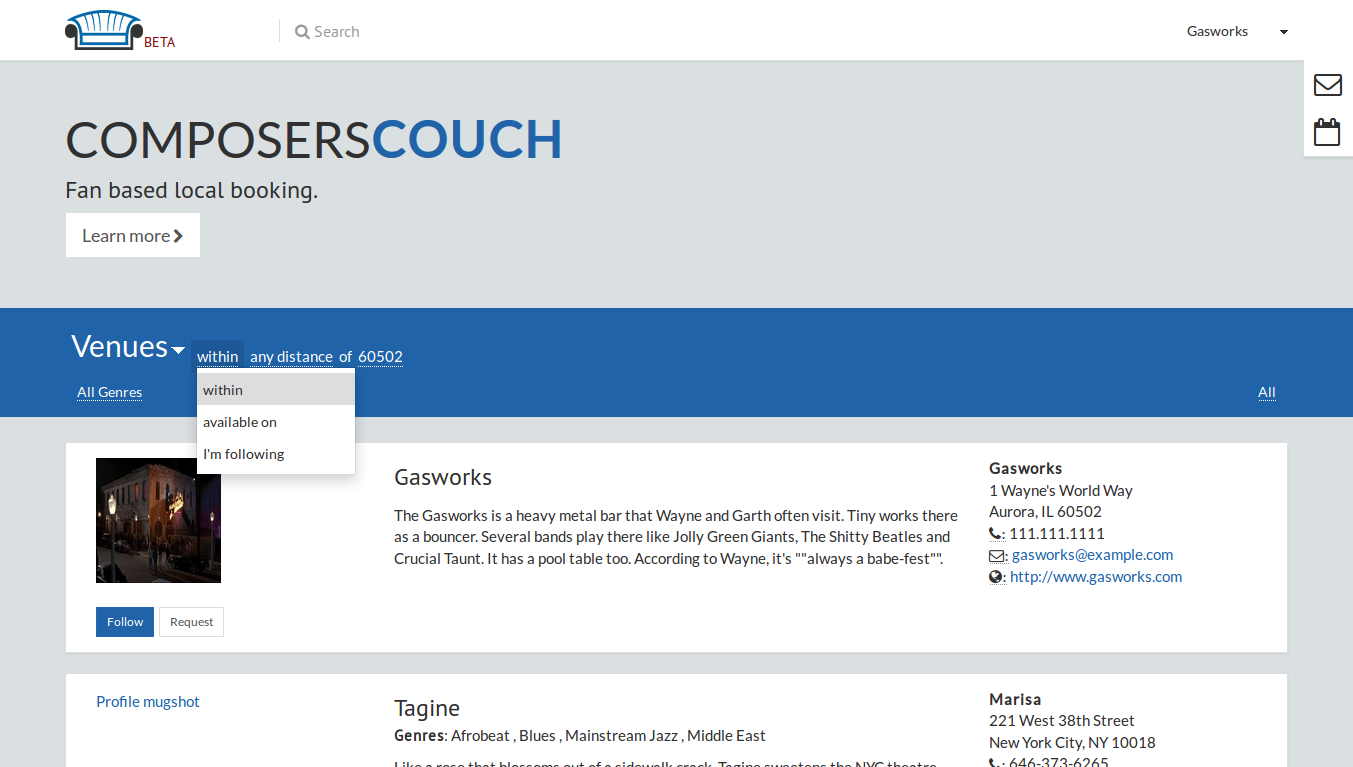 BETA
Search
Gasworks
COMPOSERSCOUCH
Fan based local booking.
Learn more
Venues within any distance of 60502
within
available on
I'm following
All Genres
All
Gasworks
The Gasworks is a heavy metal bar that Wayne and Garth often visit. Tiny works there
as a bouncer. Several bands play there like Jolly Green Giants, The Shitty Beatles and
Crucial Taunt. It has a pool table too. According to Wayne, it's ""always a babe-fest"".
Gasworks
1 Wayne's World Way
Aurora, IL 60502
: 111.111.1111
: gasworks@example.com
: http://www.gasworks.com
Follow
Request
Profile mugshot
Tagine
Genres: Afrobeat , Blues , Mainstream Jazz , Middle East
Like a rose that blossoms out of a sidewalk crack, Tagine sweetens the NYC theatre
Marisa
221 West 38th Street
New York City, NY 10018
: 646-373-6265